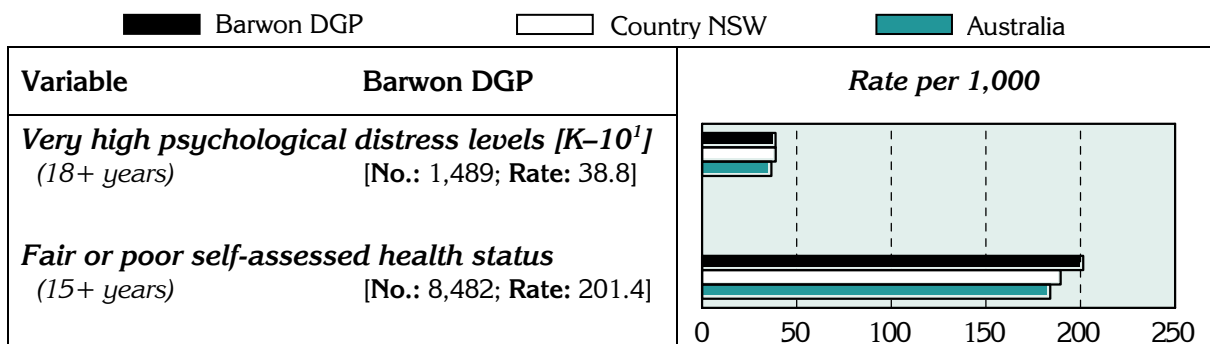 Barwon DGP Country NSW Australia
Variable Barwon DGP Rate per 1,000
Very high psychological distress levels [K–10¹]
(18+ years) [No.: 1,489; Rate: 38.8]
Fair or poor self-assessed health status
(15+ years) [No.: 8,482; Rate: 201.4]
0 50 100 150 200 250